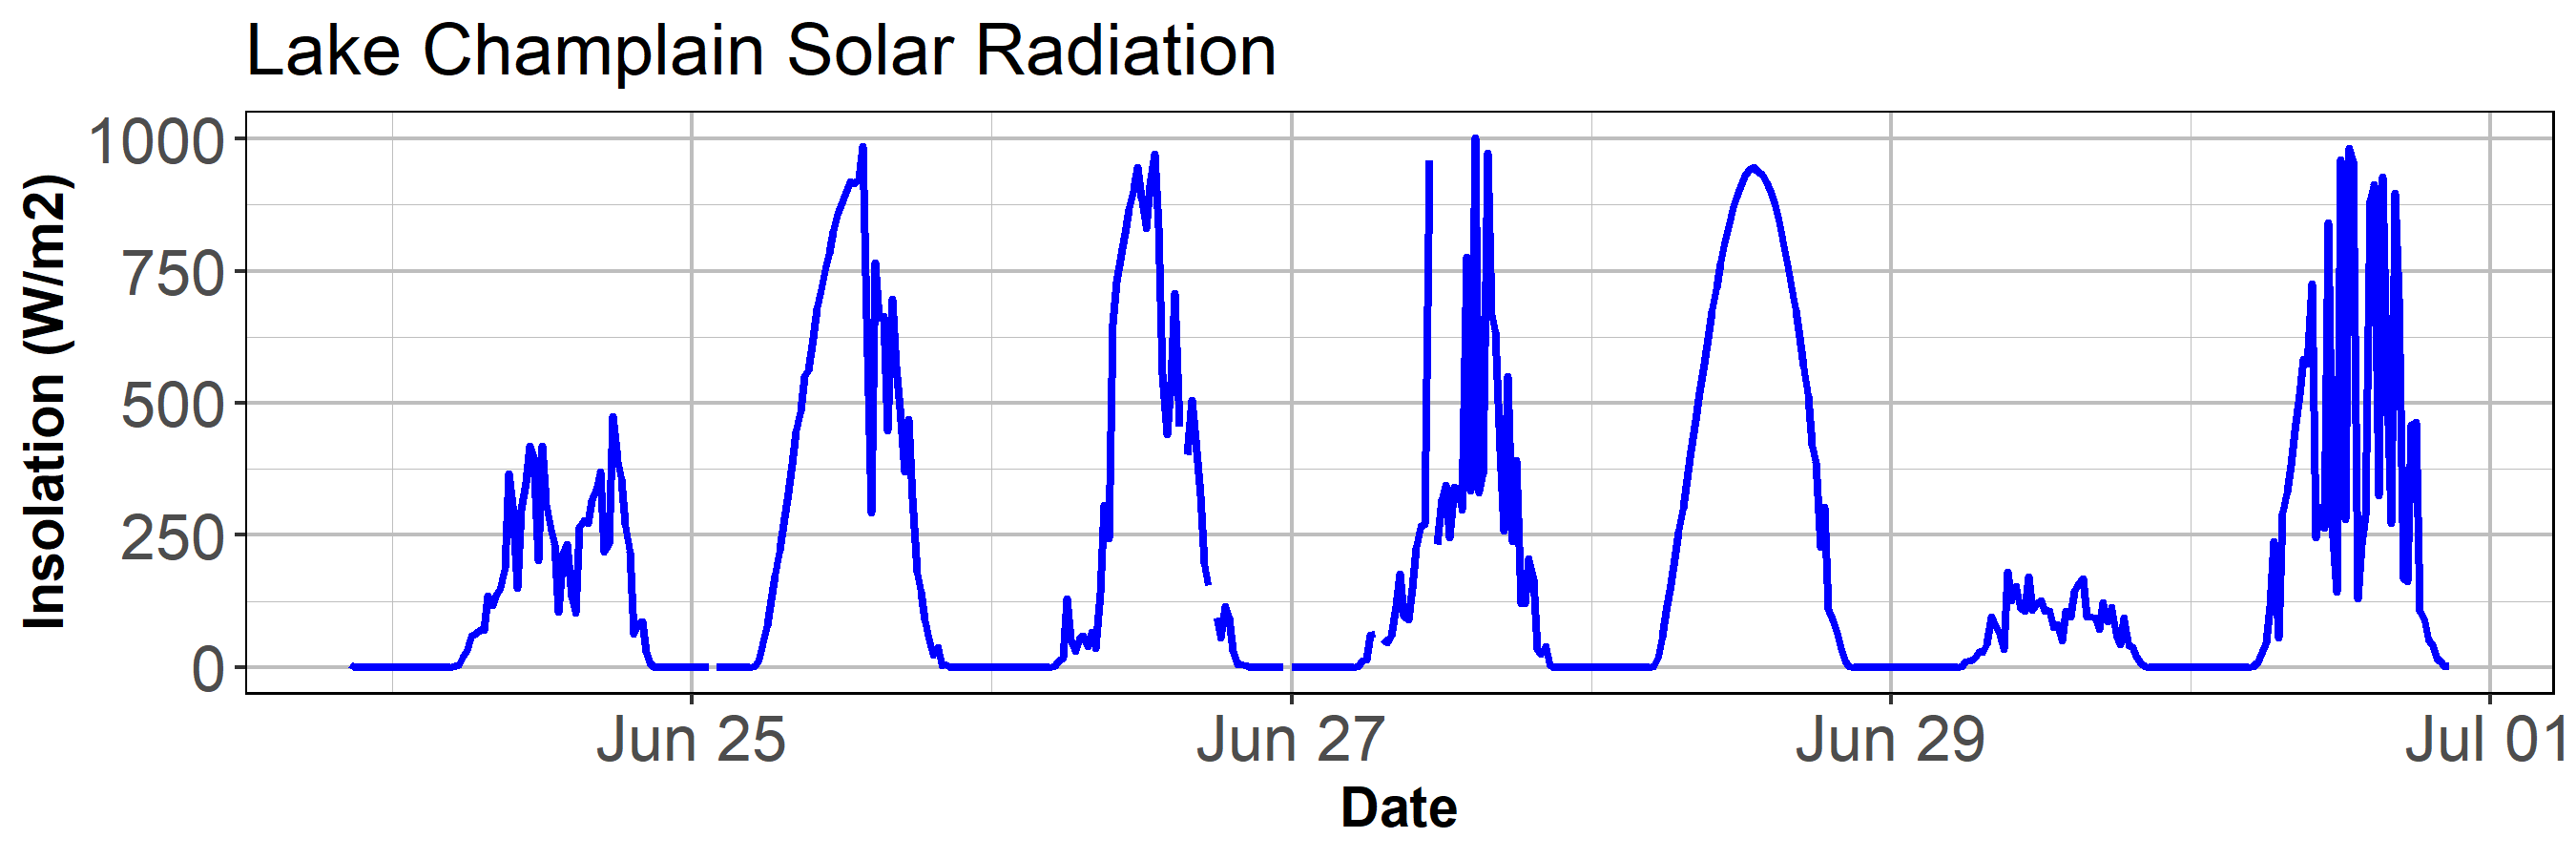 Lake Champlain Solar Radiation
1000
750
500
250
0
Insolation (W/m2)
Jun 25
Jun 27
Jun 29
Jul 01
Date